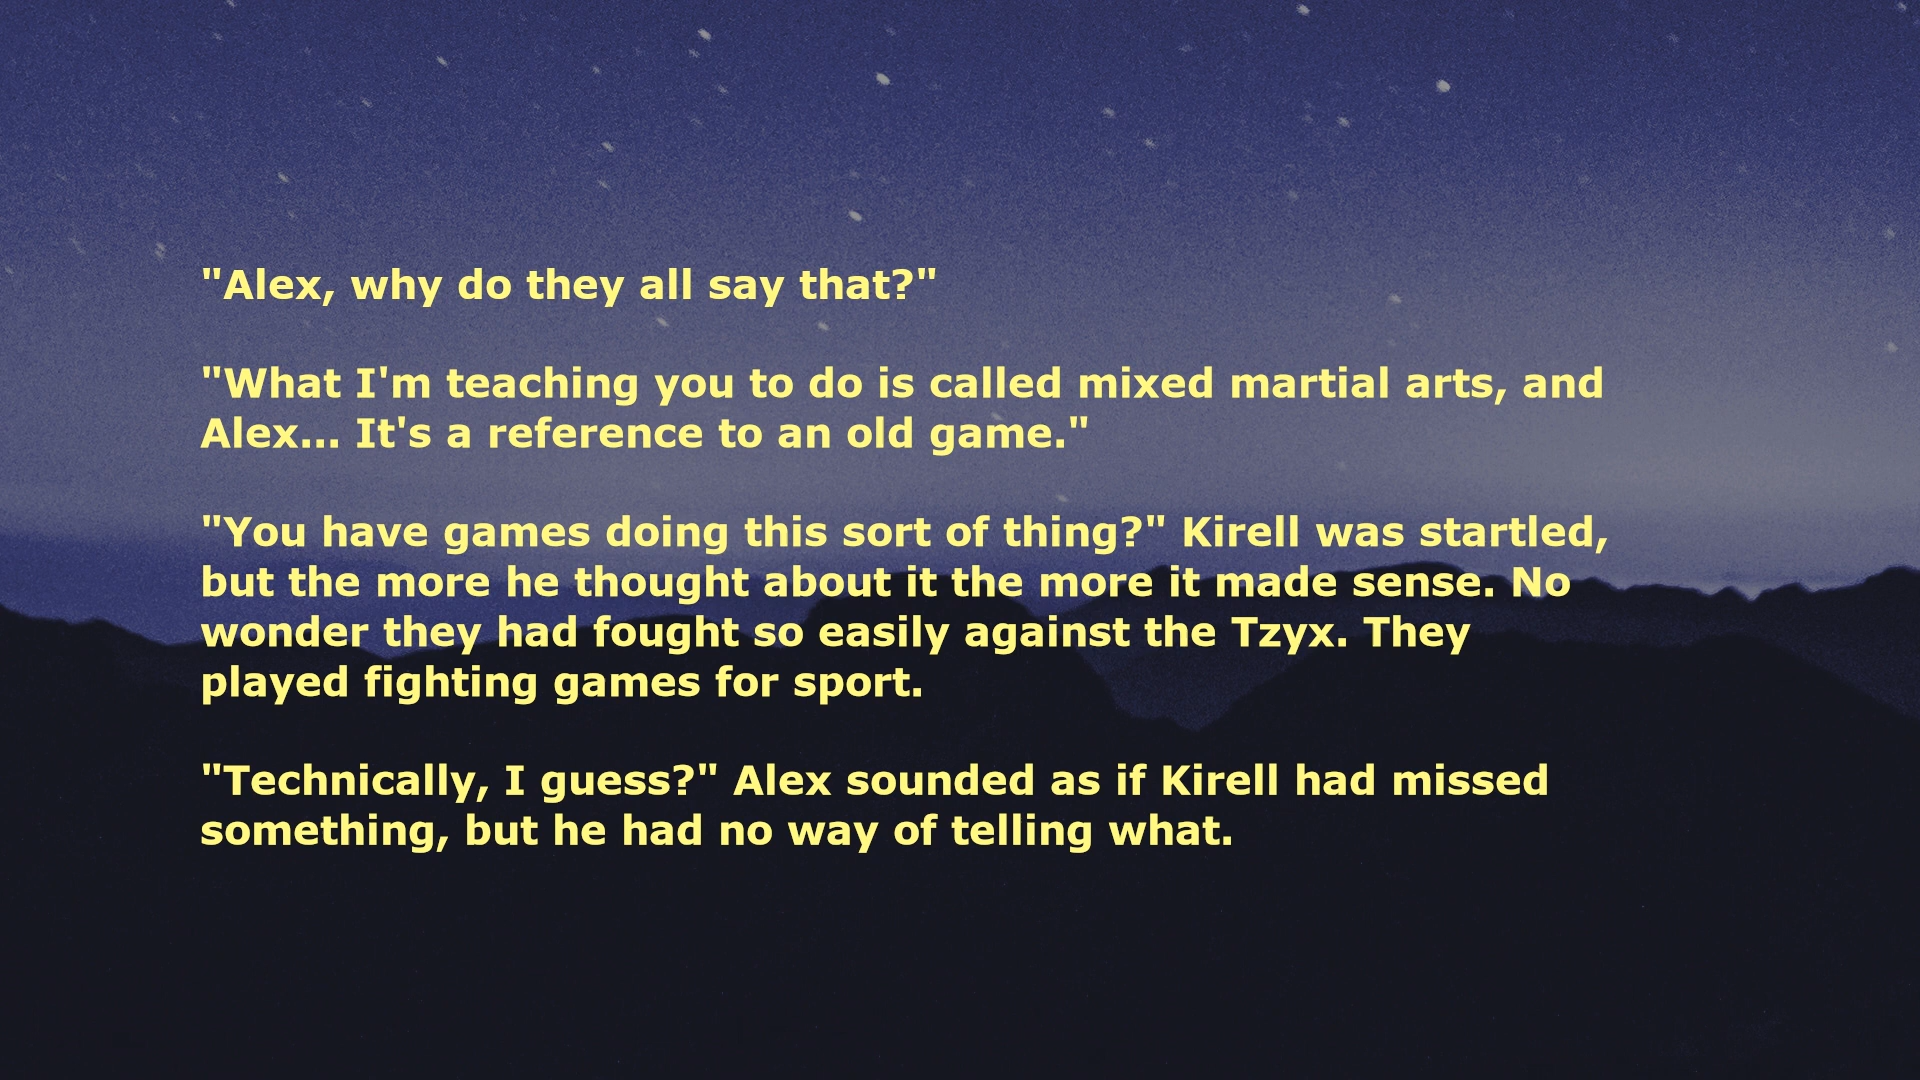 "Alex, why do they all say that?"
"What I'm teaching you to do is called mixed martial arts, and
Alex... It's a reference to an old game."
"You have games doing this sort of thing?" Kirell was startled,
but the more he thought about it the more it made sense. No
wonder they had fought so easily against the Tzyx. They
played fighting games for sport.
"Technically, I guess?" Alex sounded as if Kirell had missed
something, but he had no way of telling what.